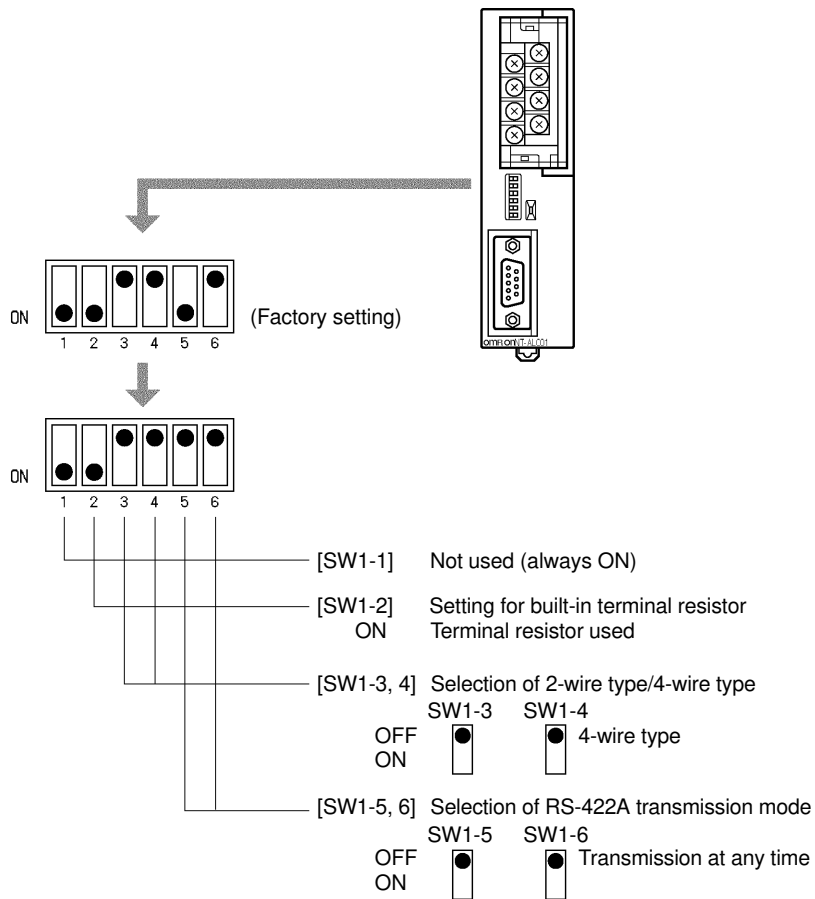 OMRON NT-AL001
ON
(Factory setting)
1 2 3 4 5 6
ON
1 2 3 4 5 6
[SW1-1] Not used (always ON)
[SW1-2] Setting for built-in terminal resistor
ON Terminal resistor used
[SW1-3, 4] Selection of 2-wire type/4-wire type
SW1-3 SW1-4
OFF 4-wire type
ON
[SW1-5, 6] Selection of RS-422A transmission mode
SW1-5 SW1-6
OFF Transmission at any time
ON